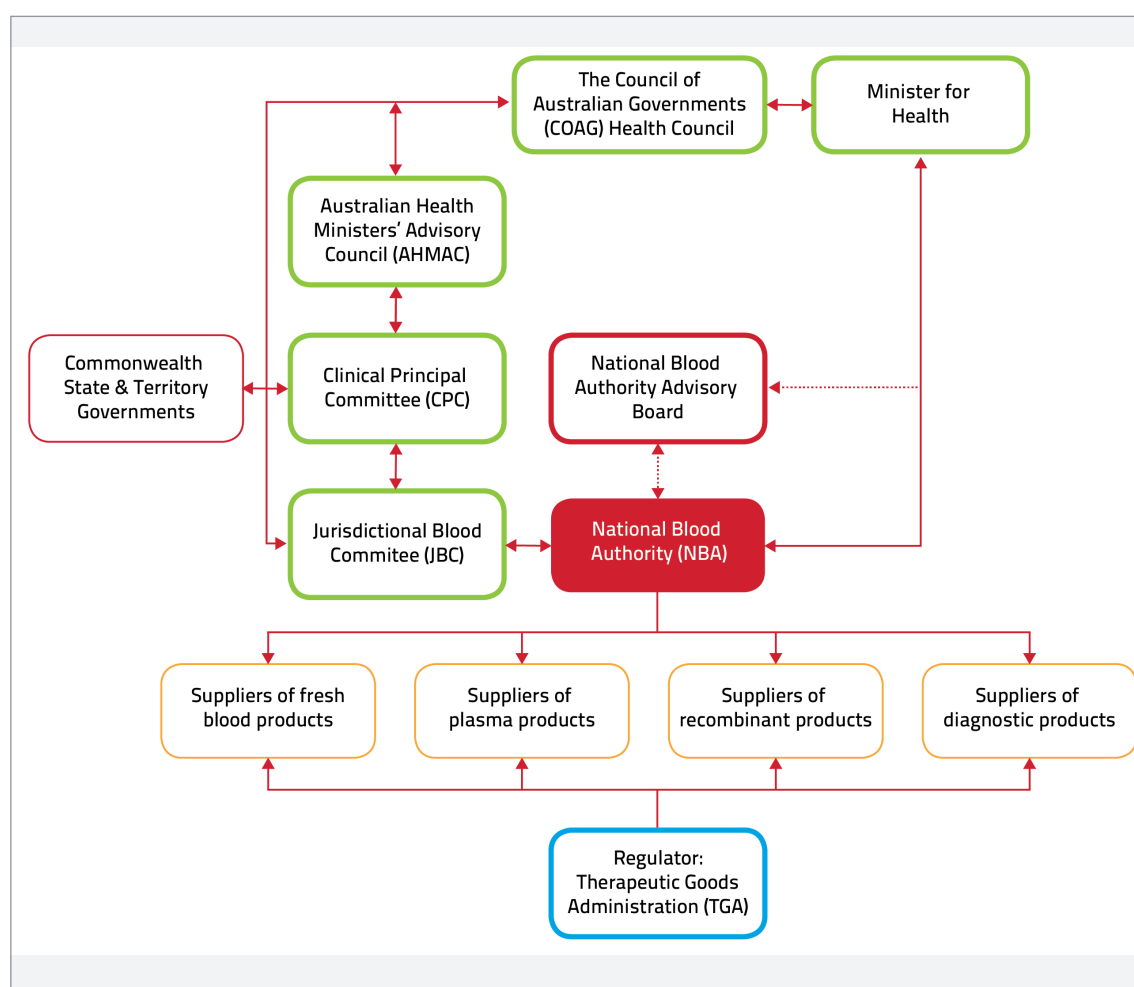 The Council of
Australian Governments
(COAG) Health Council
Minister for
Health
Australian Health
Ministers’ Advisory
Council (AHMAC)
Commonwealth
State & Territory
Governments
Clinical Principal
Committee (CPC)
National Blood
Authority Advisory
Board
Jurisdictional Blood
Commitee (JBC)
National Blood
Authority (NBA)
Suppliers of fresh
blood products
Suppliers of
plasma products
Suppliers of
recombinant products
Suppliers of
diagnostic products
Regulator:
Therapeutic Goods
Administration (TGA)